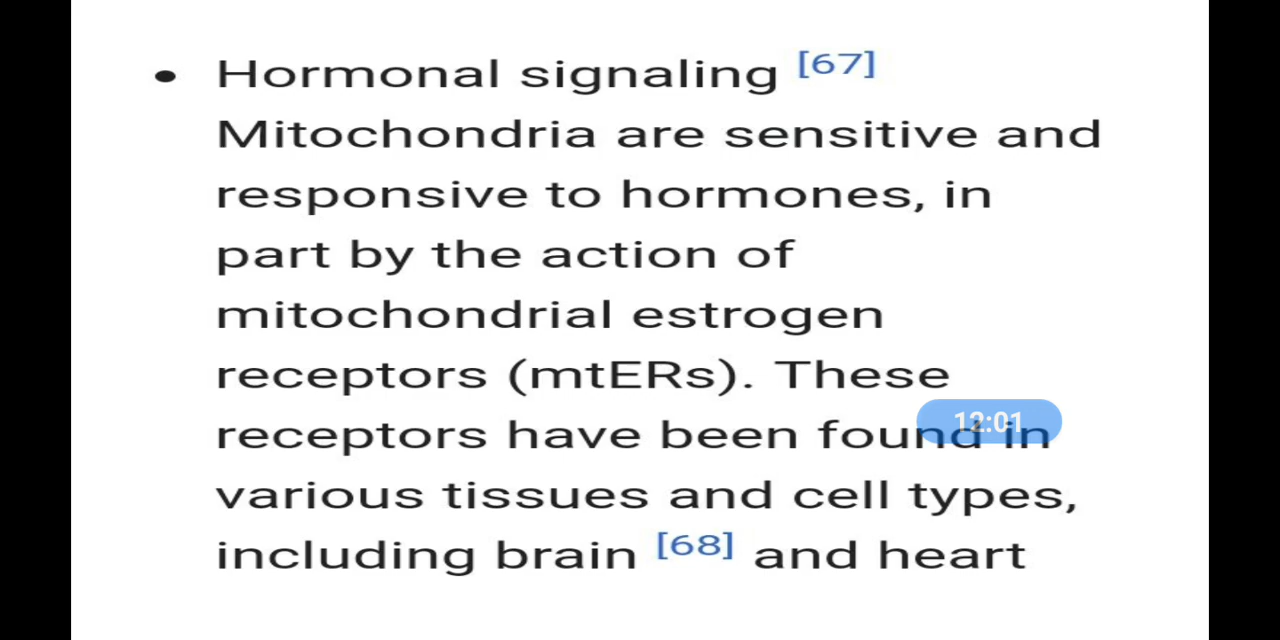 • Hormonal signaling [67]
Mitochondria are sensitive and
responsive to hormones, in
part by the action of
mitochondrial estrogen
receptors (mtERs). These
receptors have been found in
12:01
various tissues and cell types,
including brain [68] and heart